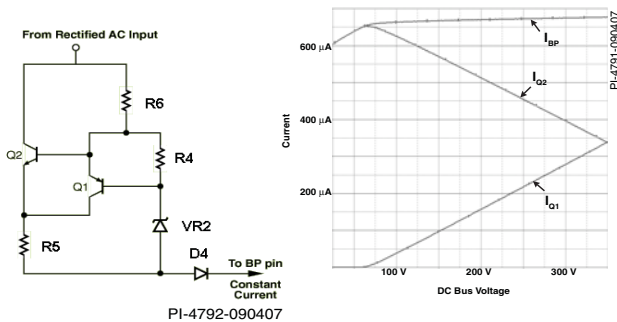 From Rectified AC Input
R6
Q2
R4
Q1
VR2
R5
D4
To BP pin
Constant
Current
PI-4792-090407
600 µA
400 µA
200 µA
Current
I_BP
I_Q2
I_Q1
100 V
200 V
300 V
DC Bus Voltage
PI-4791-090407